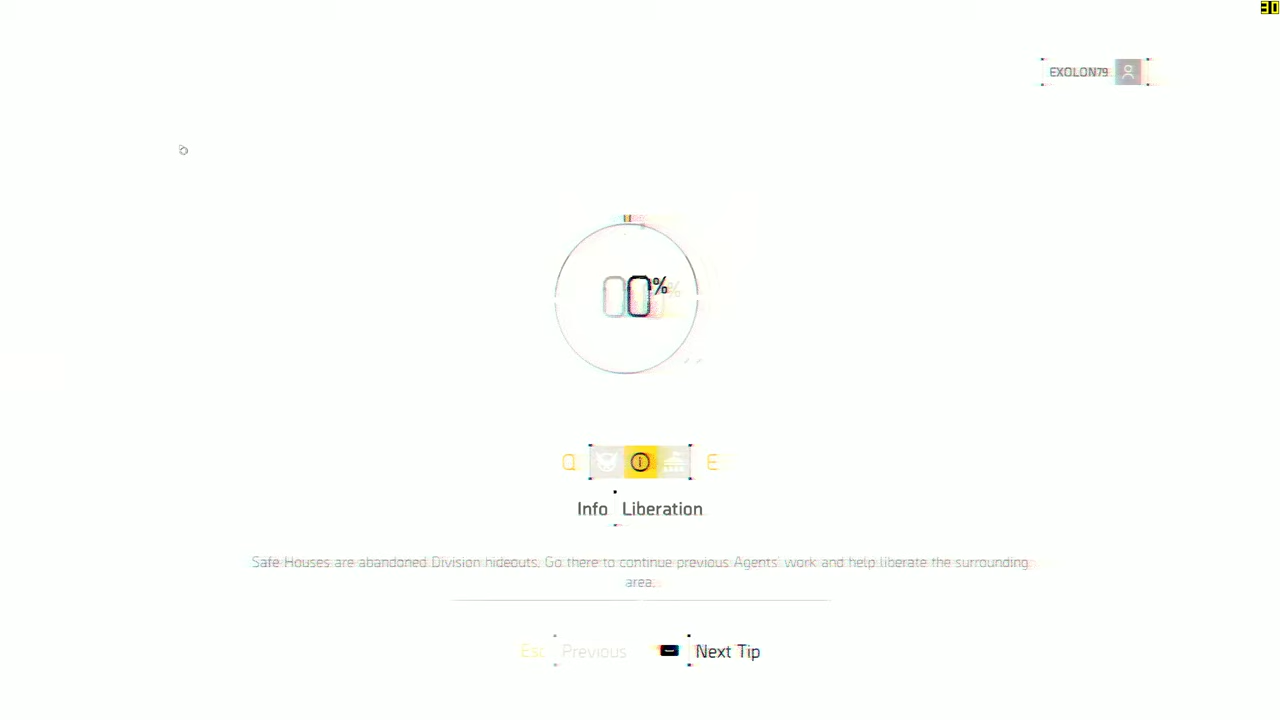 30
EXOLON79
00%
Q E
Info Liberation
Safe Houses are abandoned Division hideouts. Go there to continue previous Agents' work and help liberate the surrounding
area.
Esc Previous Next Tip